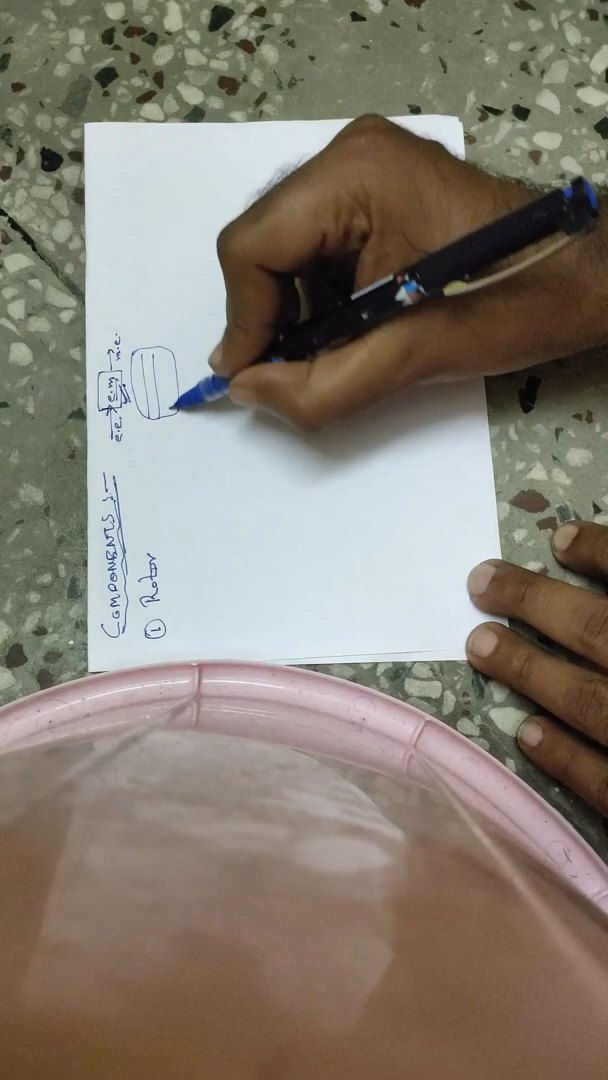 COMPONENTS :-
e.e. → e.m → m.e.
① Rotor